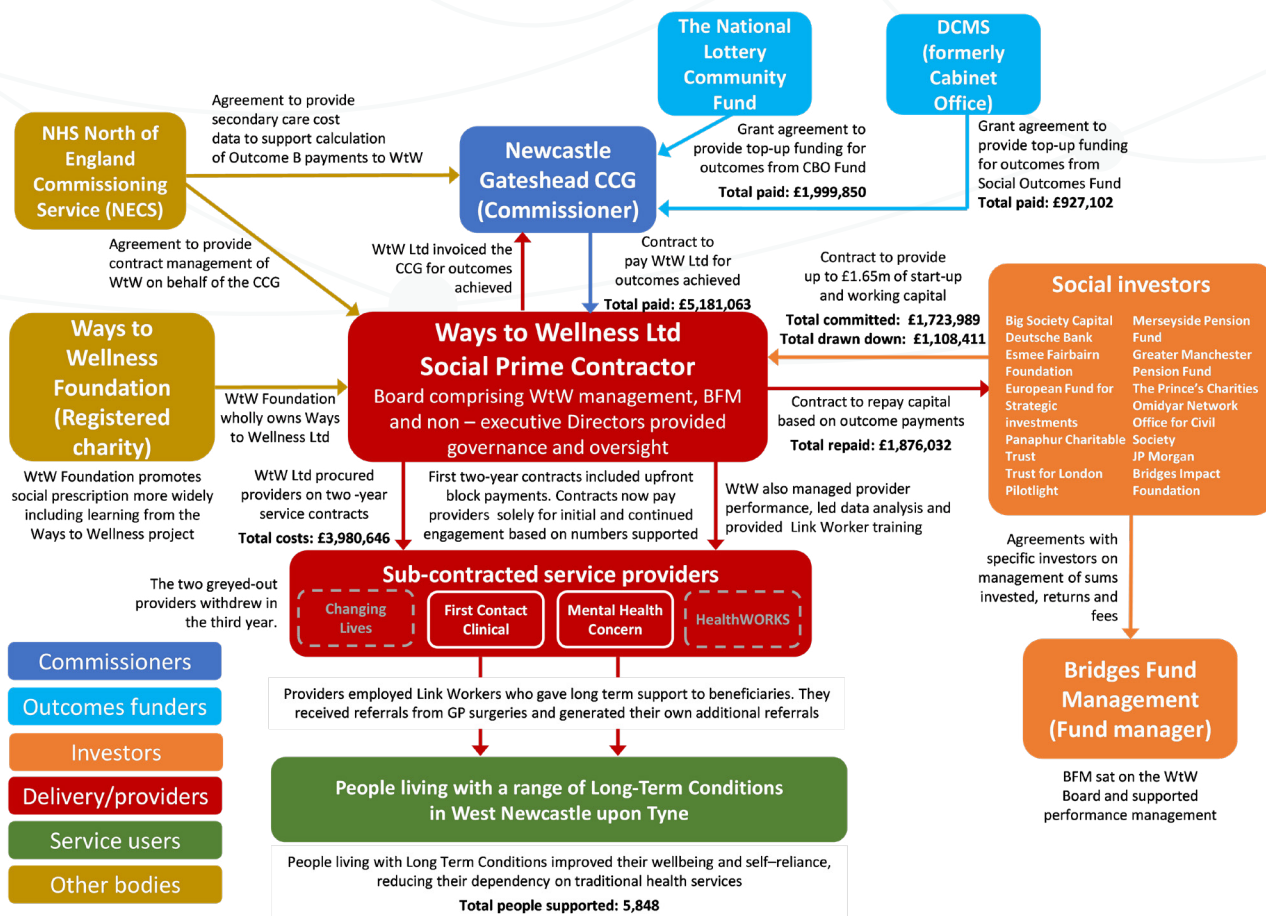 The National
Lottery
Community
Fund
DCMS
(formerly
Cabinet
Office)
Agreement to provide
secondary care cost
data to support calculation
of Outcome B payments to WtW
NHS North of
England
Commissioning
Service (NECS)
Newcastle
Gateshead CCG
(Commissioner)
Grant agreement to
provide top-up funding for
outcomes from CBO Fund
Total paid: £1,999,850
Grant agreement to
provide top-up funding
for outcomes from
Social Outcomes Fund
Total paid: £927,102
Agreement to provide
contract management of
WtW on behalf of the CCG
WtW Ltd invoiced the
CCG for outcomes
achieved
Contract to
pay WtW Ltd for
outcomes achieved
Total paid: £5,181,063
Contract to provide
up to £1.65m of start-up
and working capital
Total committed: £1,723,989
Total drawn down: £1,108,411
Social investors
Big Society Capital
Deutsche Bank
Esmee Fairbairn
Foundation
European Fund for
Strategic
investments
Panaphur Charitable
Trust
Trust for London
Pilotlight
Merseyside Pension
Fund
Greater Manchester
Pension Fund
The Prince's Charities
Omidyar Network
Office for Civil
Society
JP Morgan
Bridges Impact
Foundation
Ways to
Wellness
Foundation
(Registered
charity)
WtW Foundation
wholly owns Ways
to Wellness Ltd
Ways to Wellness Ltd
Social Prime Contractor
Board comprising WtW management, BFM
and non – executive Directors provided
governance and oversight
Contract to repay capital
based on outcome payments
Total repaid: £1,876,032
WtW Foundation promotes
social prescription more widely
including learning from the
Ways to Wellness project
WtW Ltd procured
providers on two -year
service contracts
Total costs: £3,980,646
First two-year contracts included upfront
block payments. Contracts now pay
providers solely for initial and continued
engagement based on numbers supported
WtW also managed provider
performance, led data analysis and
provided Link Worker training
Agreements with
specific investors on
management of sums
invested, returns and
fees
The two greyed-out
providers withdrew in
the third year.
Sub-contracted service providers
Changing
Lives
First Contact
Clinical
Mental Health
Concern
HealthWORKS
Providers employed Link Workers who gave long term support to beneficiaries. They
received referrals from GP surgeries and generated their own additional referrals
Bridges Fund
Management
(Fund manager)
BFM sat on the WtW
Board and supported
performance management
People living with a range of Long-Term Conditions
in West Newcastle upon Tyne
People living with Long Term Conditions improved their wellbeing and self–reliance,
reducing their dependency on traditional health services
Total people supported: 5,848
Commissioners
Outcomes funders
Investors
Delivery/providers
Service users
Other bodies